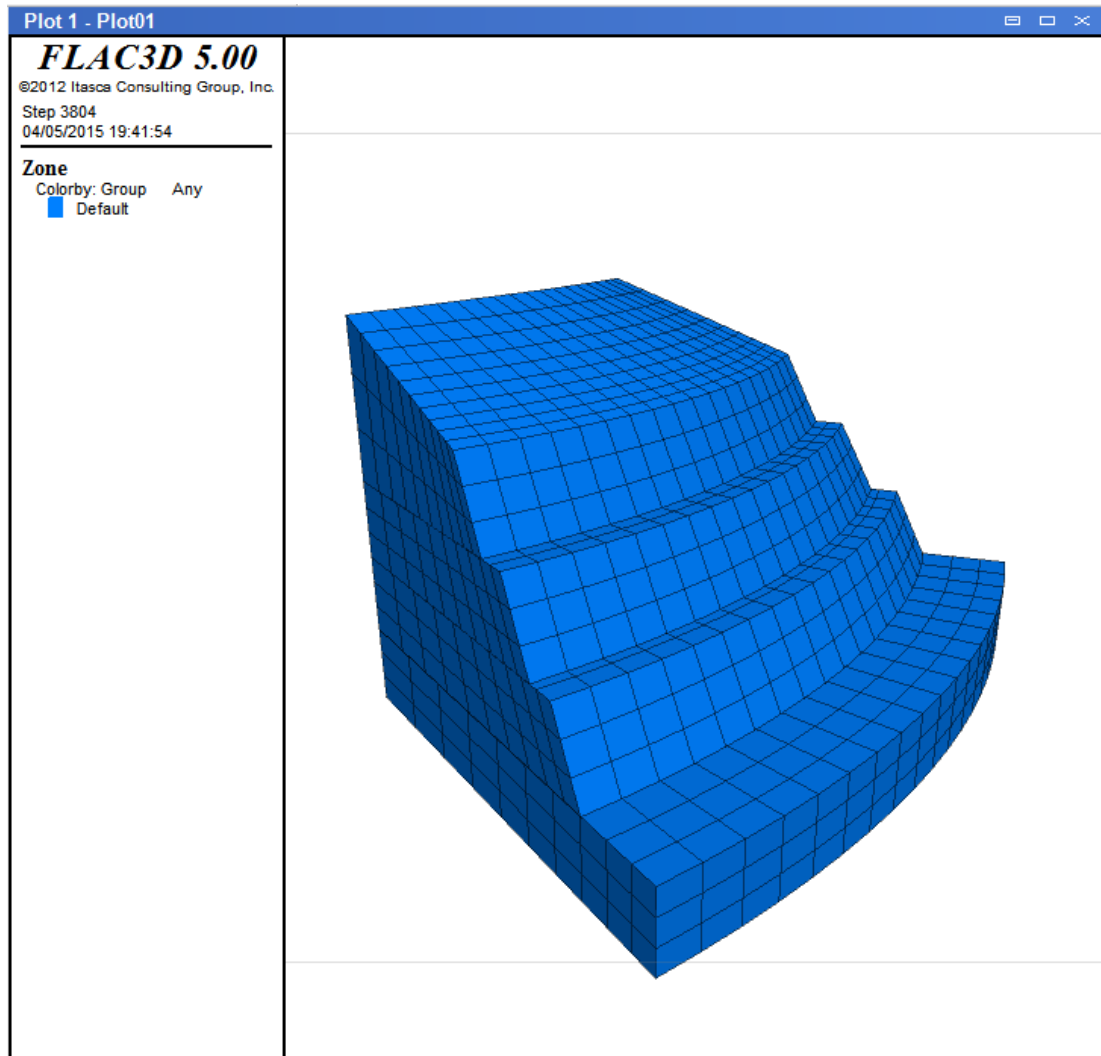 Plot 1 - Plot01
FLAC3D 5.00
©2012 Itasca Consulting Group, Inc.
Step 3804
04/05/2015 19:41:54
Zone
Colorby: Group Any
Default